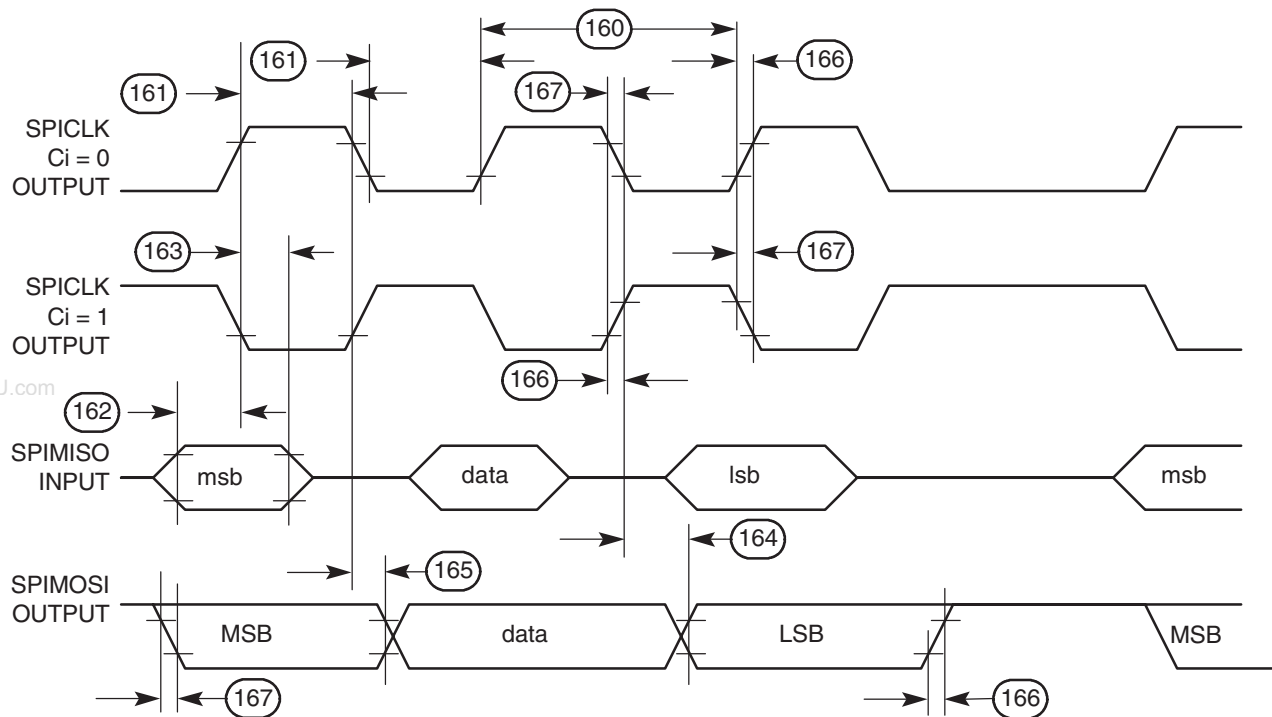 160
161
166
161
167
SPICLK
Ci = 0
OUTPUT
163
167
SPICLK
Ci = 1
OUTPUT
J.com
166
162
SPIMISO
INPUT
msb
data
lsb
msb
164
165
SPIMOSI
OUTPUT
MSB
data
LSB
MSB
167
166